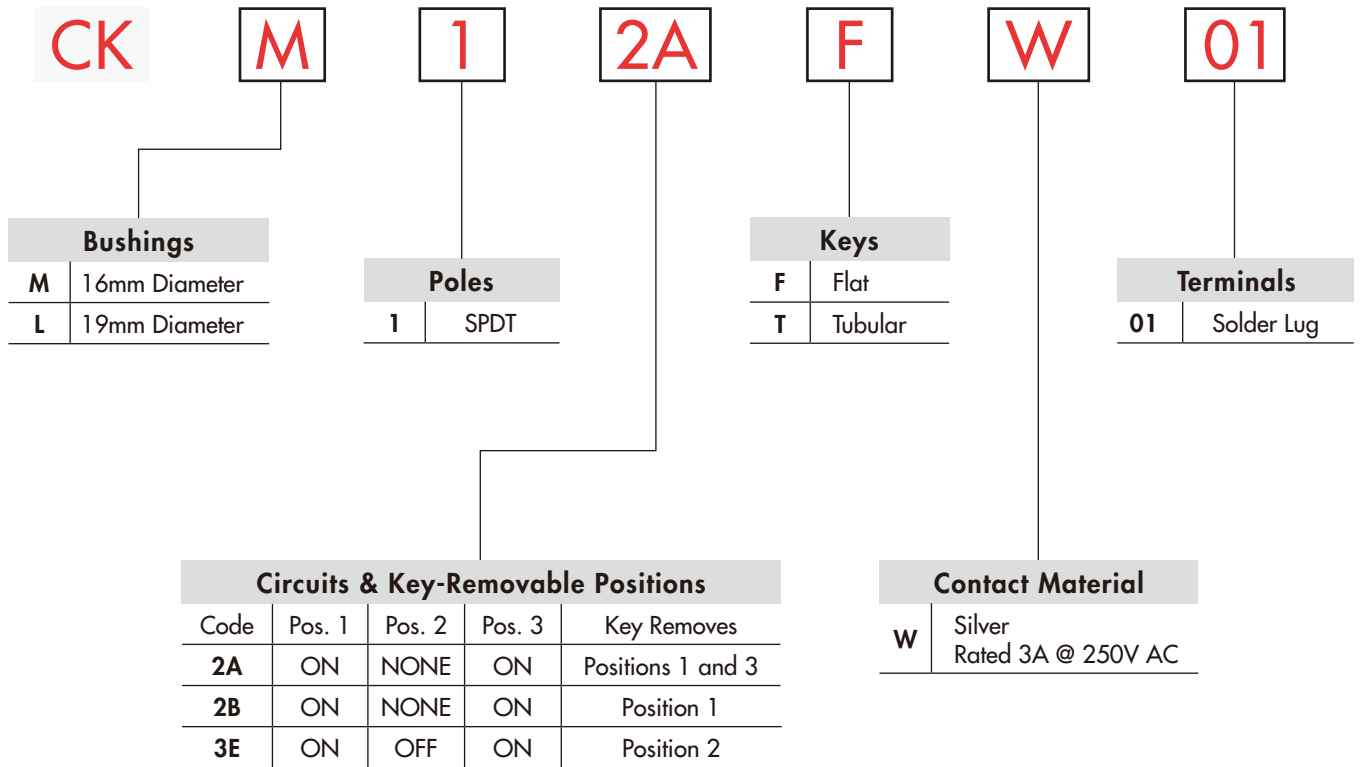 CK M 1 2A F W 01
Bushings
M 16mm Diameter
L 19mm Diameter
Poles
1 SPDT
Keys
F Flat
T Tubular
Terminals
01 Solder Lug
Circuits & Key-Removable Positions
Code Pos. 1 Pos. 2 Pos. 3 Key Removes
2A ON NONE ON Positions 1 and 3
2B ON NONE ON Position 1
3E ON OFF ON Position 2
Contact Material
W Silver
Rated 3A @ 250V AC